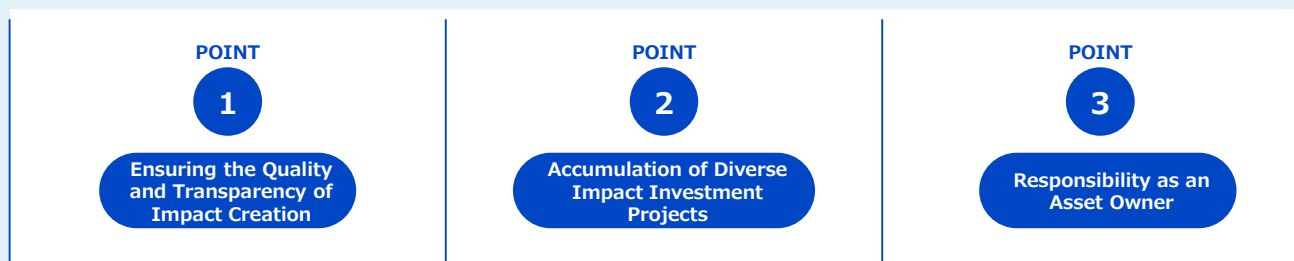 POINT
1
Ensuring the Quality
and Transparency of
Impact Creation
POINT
2
Accumulation of Diverse
Impact Investment
Projects
POINT
3
Responsibility as an
Asset Owner